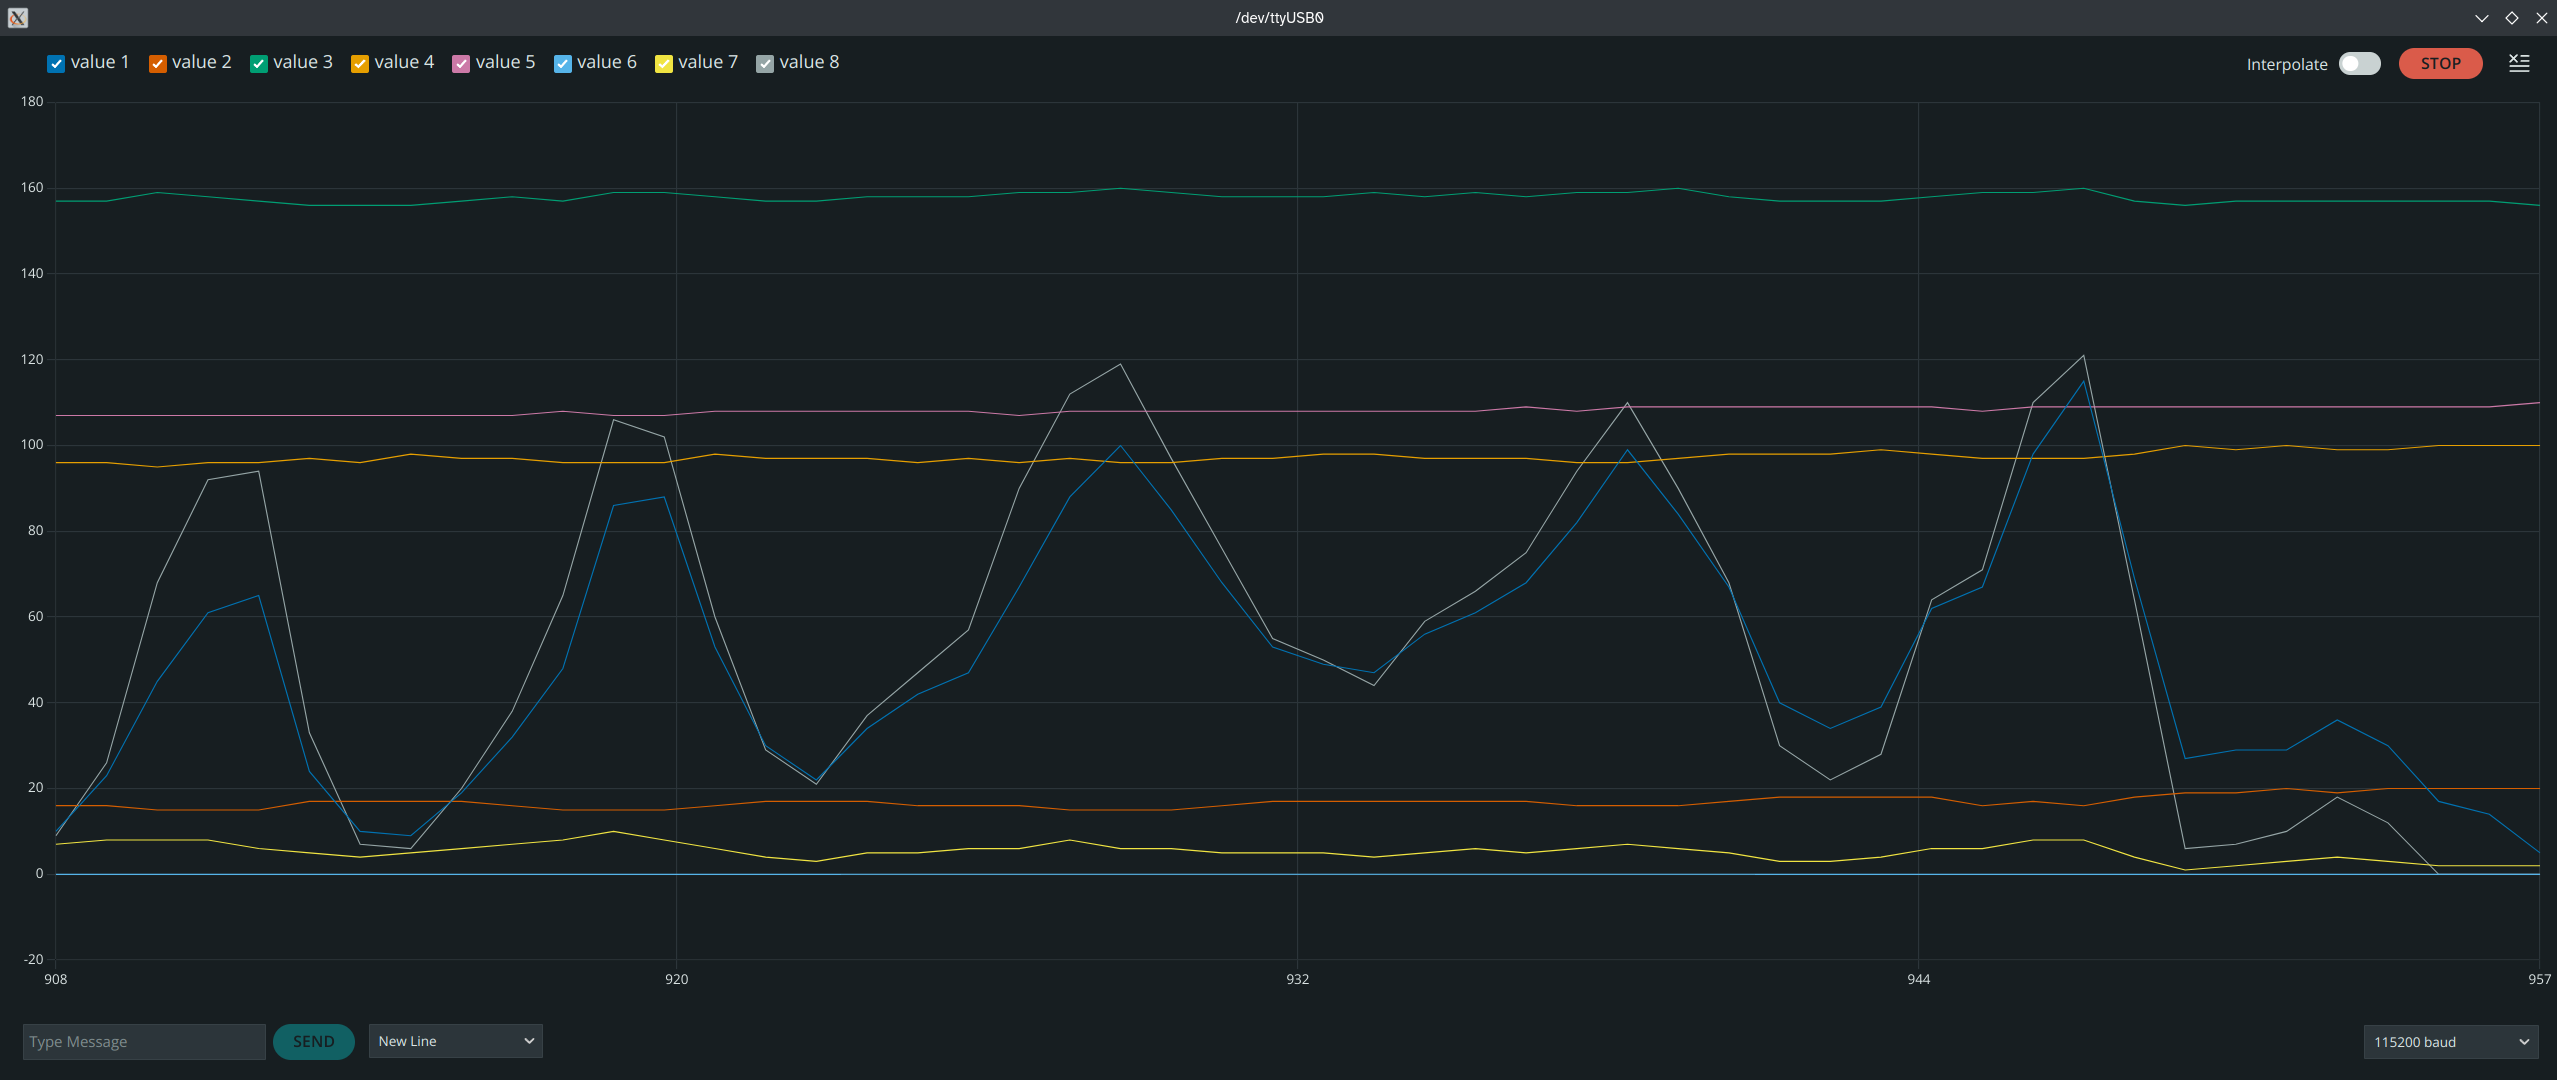 /dev/ttyUSB0
value 1 value 2 value 3 value 4 value 5 value 6 value 7 value 8 Interpolate STOP
180
160
140
120
100
80
60
40
20
0
-20
908 920 932 944 957
Type Message SEND New Line 115200 baud